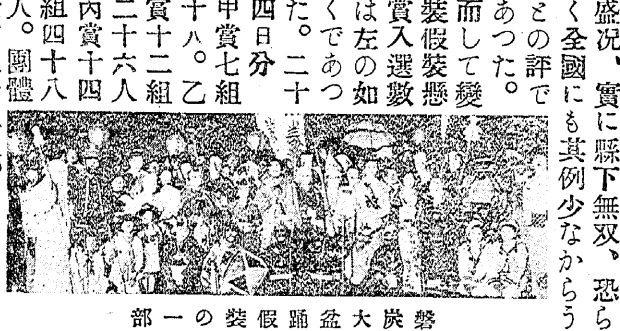 盛況、實に縣下無双、恐ら
く全國にも其例少なからう
との評で
あつた。
而して變
裝假裝懸
賞入選數
は左の如
くであつ
た。二十
四日分
甲賞七組
十八。乙
賞十二組
二十六人
丙賞十四
組四十八
人。團體
磐炭大盆踊假裝の一部